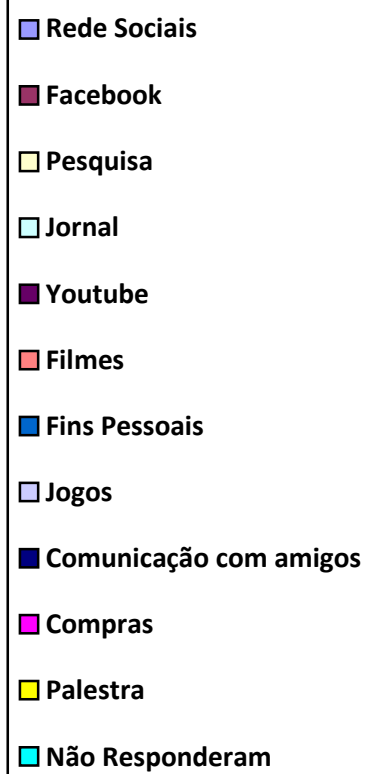 Rede Sociais
Facebook
Pesquisa
Jornal
Youtube
Filmes
Fins Pessoais
Jogos
Comunicação com amigos
Compras
Palestra
Não Responderam